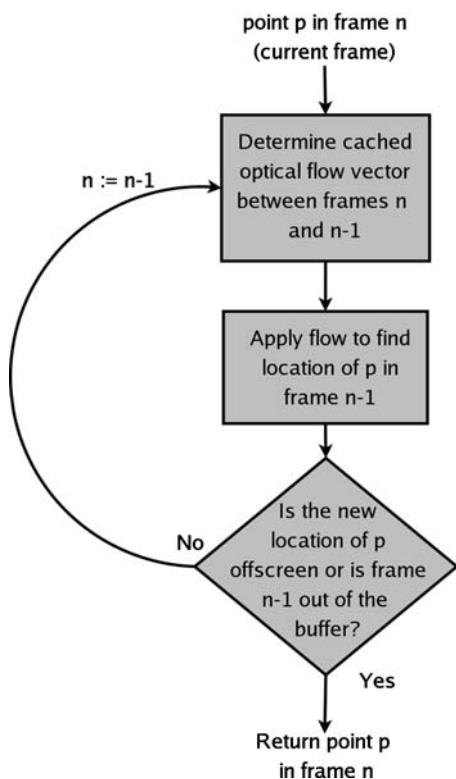 point p in frame n
(current frame)
Determine cached
optical flow vector
between frames n
and n-1
n := n-1
Apply flow to find
location of p in
frame n-1
Is the new
location of p
offscreen or is frame
n-1 out of the
buffer?
No
Yes
Return point p
in frame n